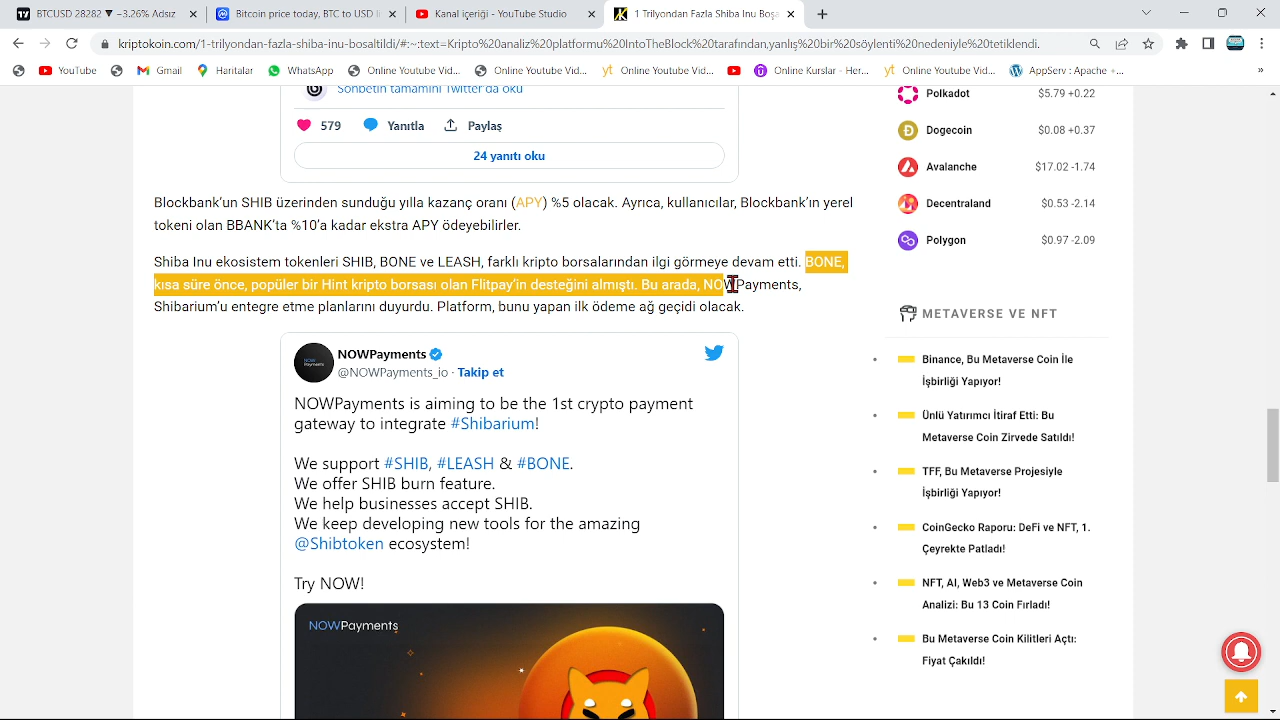 BTCUSD 28287 ▼ −3.26% Adsız
Bitcoin price today, BTC to USD li
Kanal içeriği - YouTube Studio
1 Trilyondan Fazla Shiba Inu Boşa
kriptokoin.com/1-trilyondan-fazla-shiba-inu-bosaltildi/#:~:text=Kripto%20analiz%20platformu%20IntoTheBlock%20tarafından,yanlış%20bir%20söylenti%20nedeniyle%20tetiklendi.
YouTube
Gmail
Haritalar
WhatsApp
Online Youtube Vid...
Online Youtube Vid...
Online Youtube Vid...
Online Kurslar - Her...
Online Youtube Vid...
AppServ : Apache +...
Sohbetin tamamını Twitter'da oku
579 Yanıtla Paylaş
24 yanıtı oku
Blockbank'un SHIB üzerinden sunduğu yılla kazanç oranı (APY) %5 olacak. Ayrıca, kullanıcılar, Blockbank'ın yerel
tokeni olan BBANK'ta %10'a kadar ekstra APY ödeyebilirler.
Shiba Inu ekosistem tokenleri SHIB, BONE ve LEASH, farklı kripto borsalarından ilgi görmeye devam etti. BONE,
kısa süre önce, popüler bir Hint kripto borsası olan Flitpay'in desteğini almıştı. Bu arada, NOWPayments,
Shibarium'u entegre etme planlarını duyurdu. Platform, bunu yapan ilk ödeme ağ geçidi olacak.
NOWPayments
@NOWPayments_io · Takip et
NOWPayments is aiming to be the 1st crypto payment
gateway to integrate #Shibarium!
We support #SHIB, #LEASH & #BONE.
We offer SHIB burn feature.
We help businesses accept SHIB.
We keep developing new tools for the amazing
@Shibtoken ecosystem!
Try NOW!
NOWPayments
Polkadot $5.79 +0.22
Dogecoin $0.08 +0.37
Avalanche $17.02 -1.74
Decentraland $0.53 -2.14
Polygon $0.97 -2.09
METAVERSE VE NFT
Binance, Bu Metaverse Coin İle
İşbirliği Yapıyor!
Ünlü Yatırımcı İtiraf Etti: Bu
Metaverse Coin Zirvede Satıldı!
TFF, Bu Metaverse Projesiyle
İşbirliği Yapıyor!
CoinGecko Raporu: DeFi ve NFT, 1.
Çeyrekte Patladı!
NFT, AI, Web3 ve Metaverse Coin
Analizi: Bu 13 Coin Fırladı!
Bu Metaverse Coin Kilitleri Açtı:
Fiyat Çakıldı!